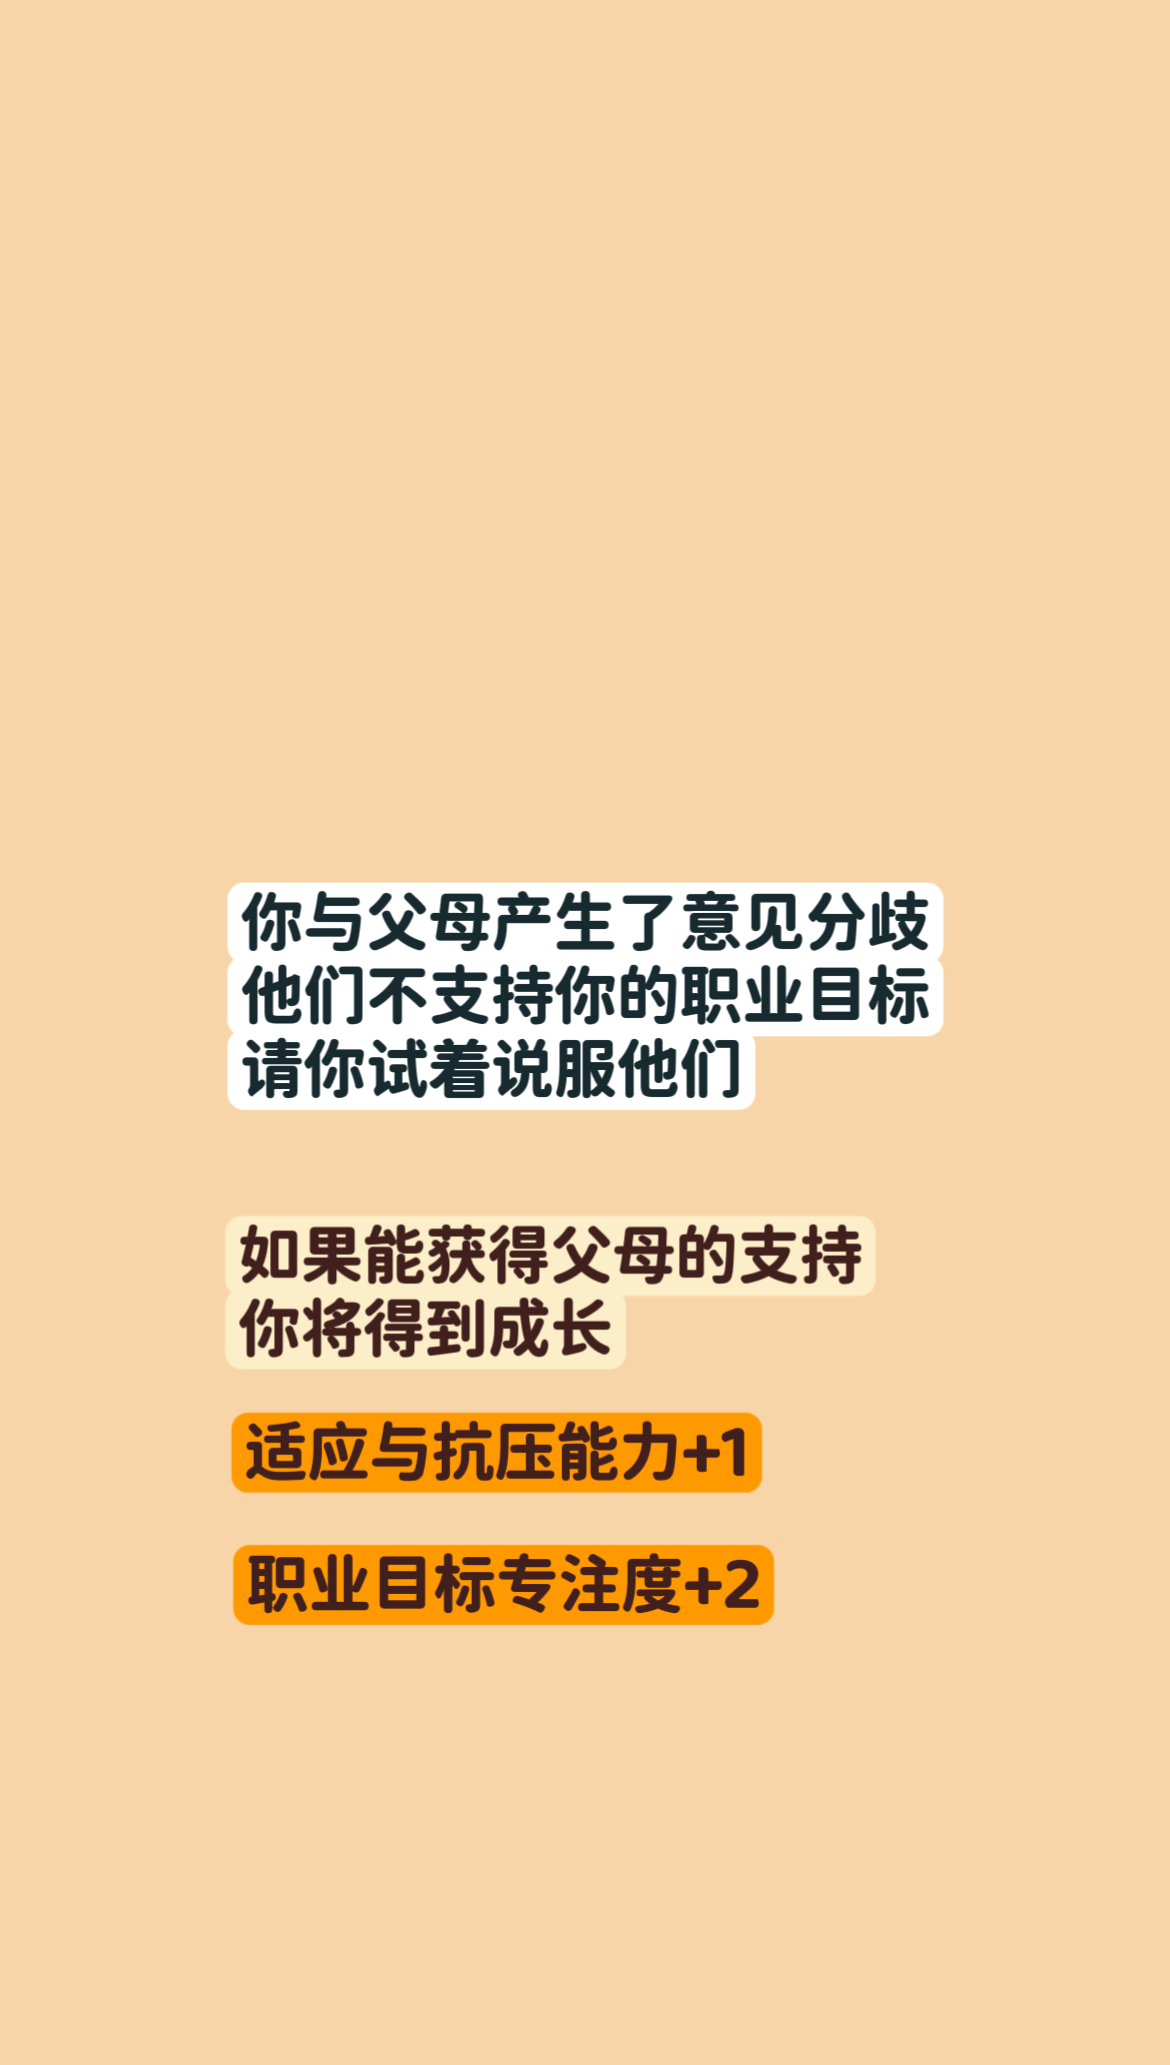 你与父母产生了意见分歧
他们不支持你的职业目标
请你试着说服他们
如果能获得父母的支持
你将得到成长
适应与抗压能力+1
职业目标专注度+2